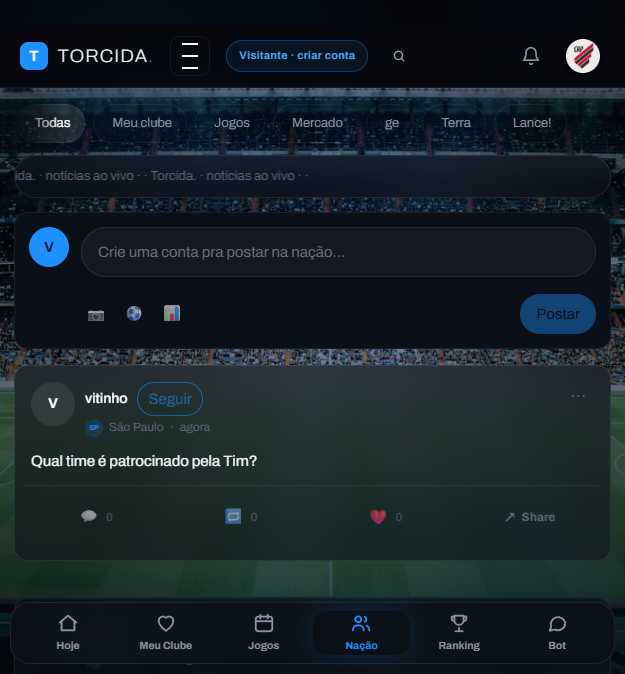 T TORCIDA. Visitante · criar conta CAP
Todas Meu clube Jogos Mercado ge Terra Lance!
ida. · notícias ao vivo · · Torcida. · notícias ao vivo · ·
V Crie uma conta pra postar na nação...
Postar
V vitinho Seguir ...
SP São Paulo · agora
Qual time é patrocinado pela Tim?
0 0 0 ↗ Share
Hoje Meu Clube Jogos Nação Ranking Bot